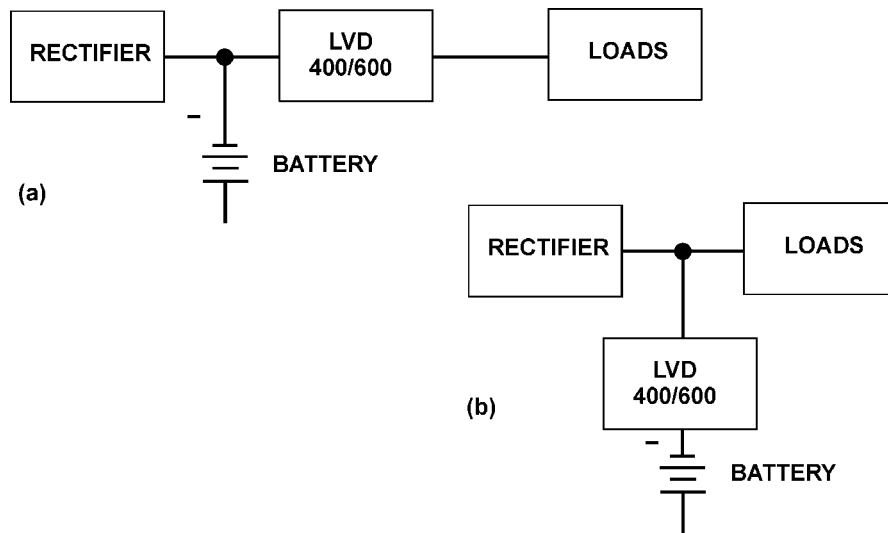 RECTIFIER
LVD
400/600
LOADS
–
BATTERY
(a)
RECTIFIER
LOADS
LVD
400/600
(b)
–
BATTERY